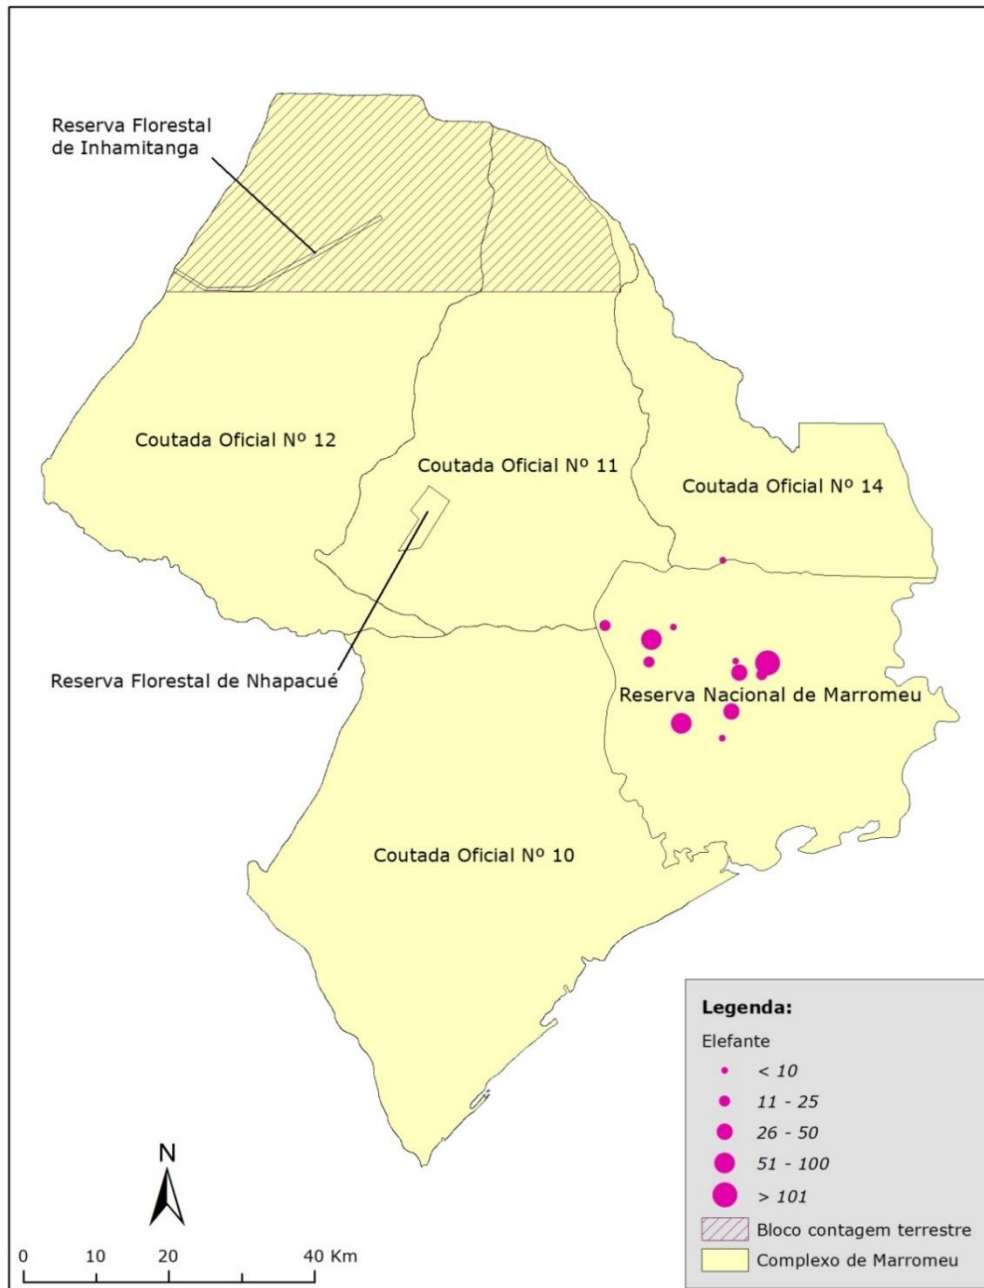 Reserva Florestal
de Inhamitanga
Coutada Oficial Nº 12
Coutada Oficial Nº 11
Coutada Oficial Nº 14
Reserva Florestal de Nhapacué
Reserva Nacional de Marromeu
Coutada Oficial Nº 10
Legenda:
Elefante
< 10
11 - 25
26 - 50
51 - 100
> 101
Bloco contagem terrestre
Complexo de Marromeu
N
0 10 20 40 Km